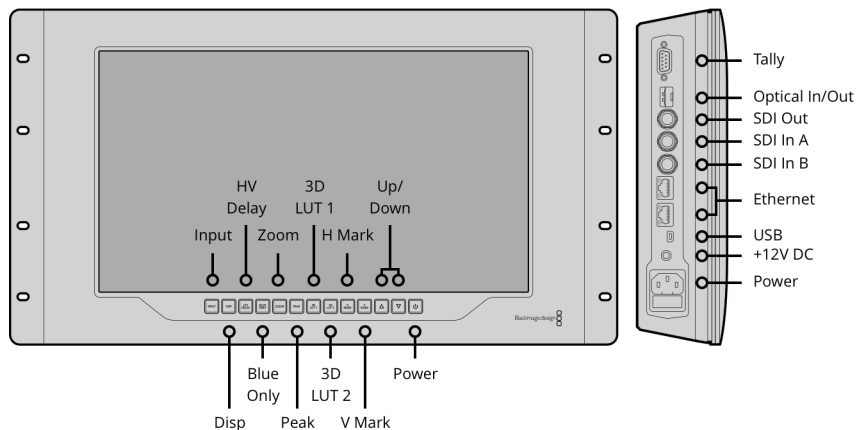 HV
Delay
3D
LUT 1
Up/
Down
Input
Zoom
H Mark
Blackmagicdesign
Blue
Only
3D
LUT 2
Power
Disp
Peak
V Mark
Tally
Optical In/Out
SDI Out
SDI In A
SDI In B
Ethernet
USB
+12V DC
Power